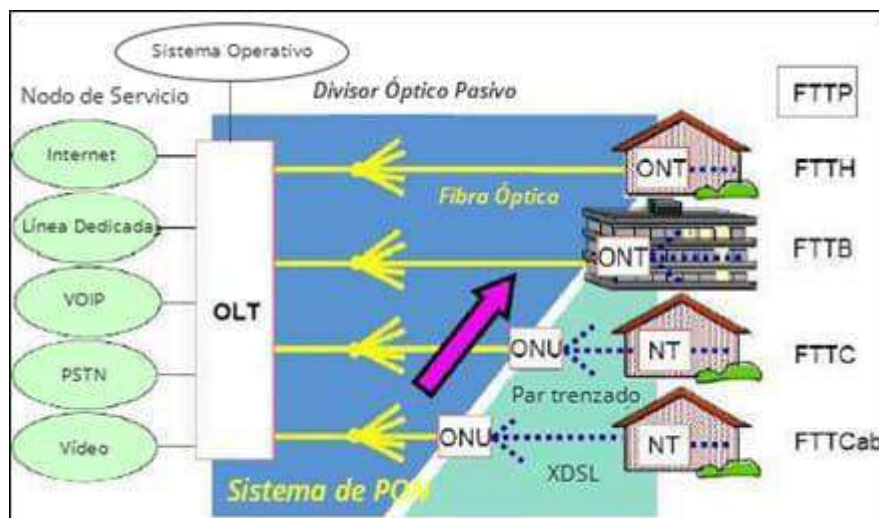 Sistema Operativo
Nodo de Servicio
Divisor Óptico Pasivo
FTTP
Internet
ONT
FTTH
Fibra Óptica
Línea Dedicada
ONT
FTTB
VOIP
OLT
ONU
NT
FTTC
PSTN
Par trenzado
Vídeo
ONU
NT
FTTCab
XDSL
Sistema de PON